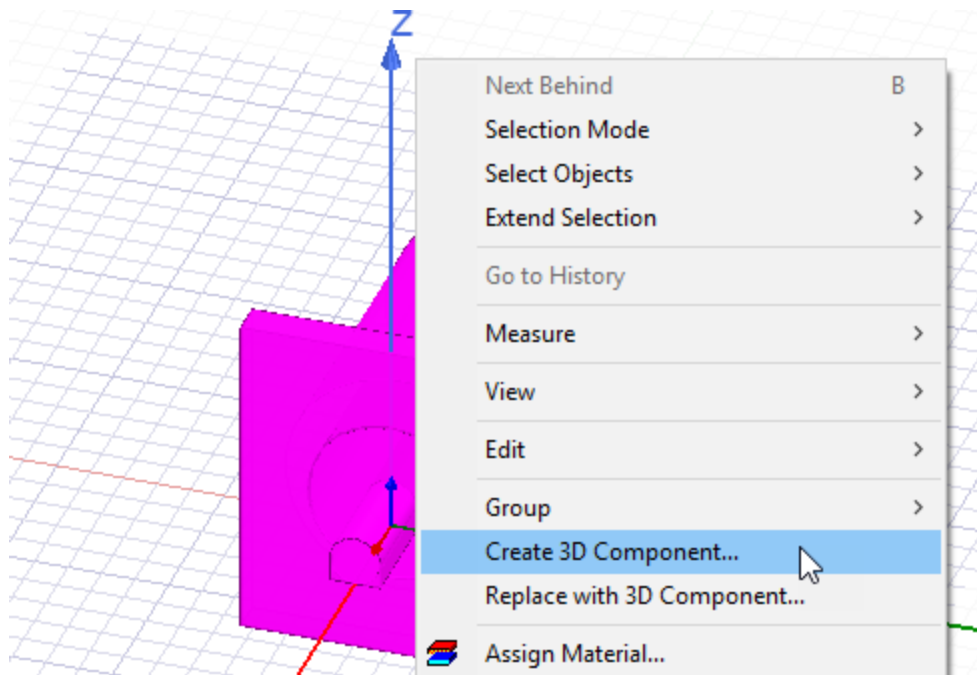 Z
Next Behind B
Selection Mode
Select Objects
Extend Selection
Go to History
Measure
View
Edit
Group
Create 3D Component...
Replace with 3D Component...
Assign Material...